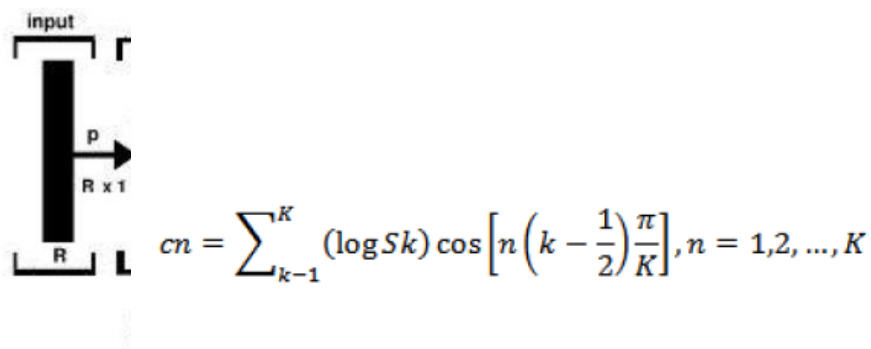 input
p
R x 1
R
cn = ∑_{k-1}^{K} (log Sk) cos[n(k − 1/2) π/K], n = 1,2, ..., K